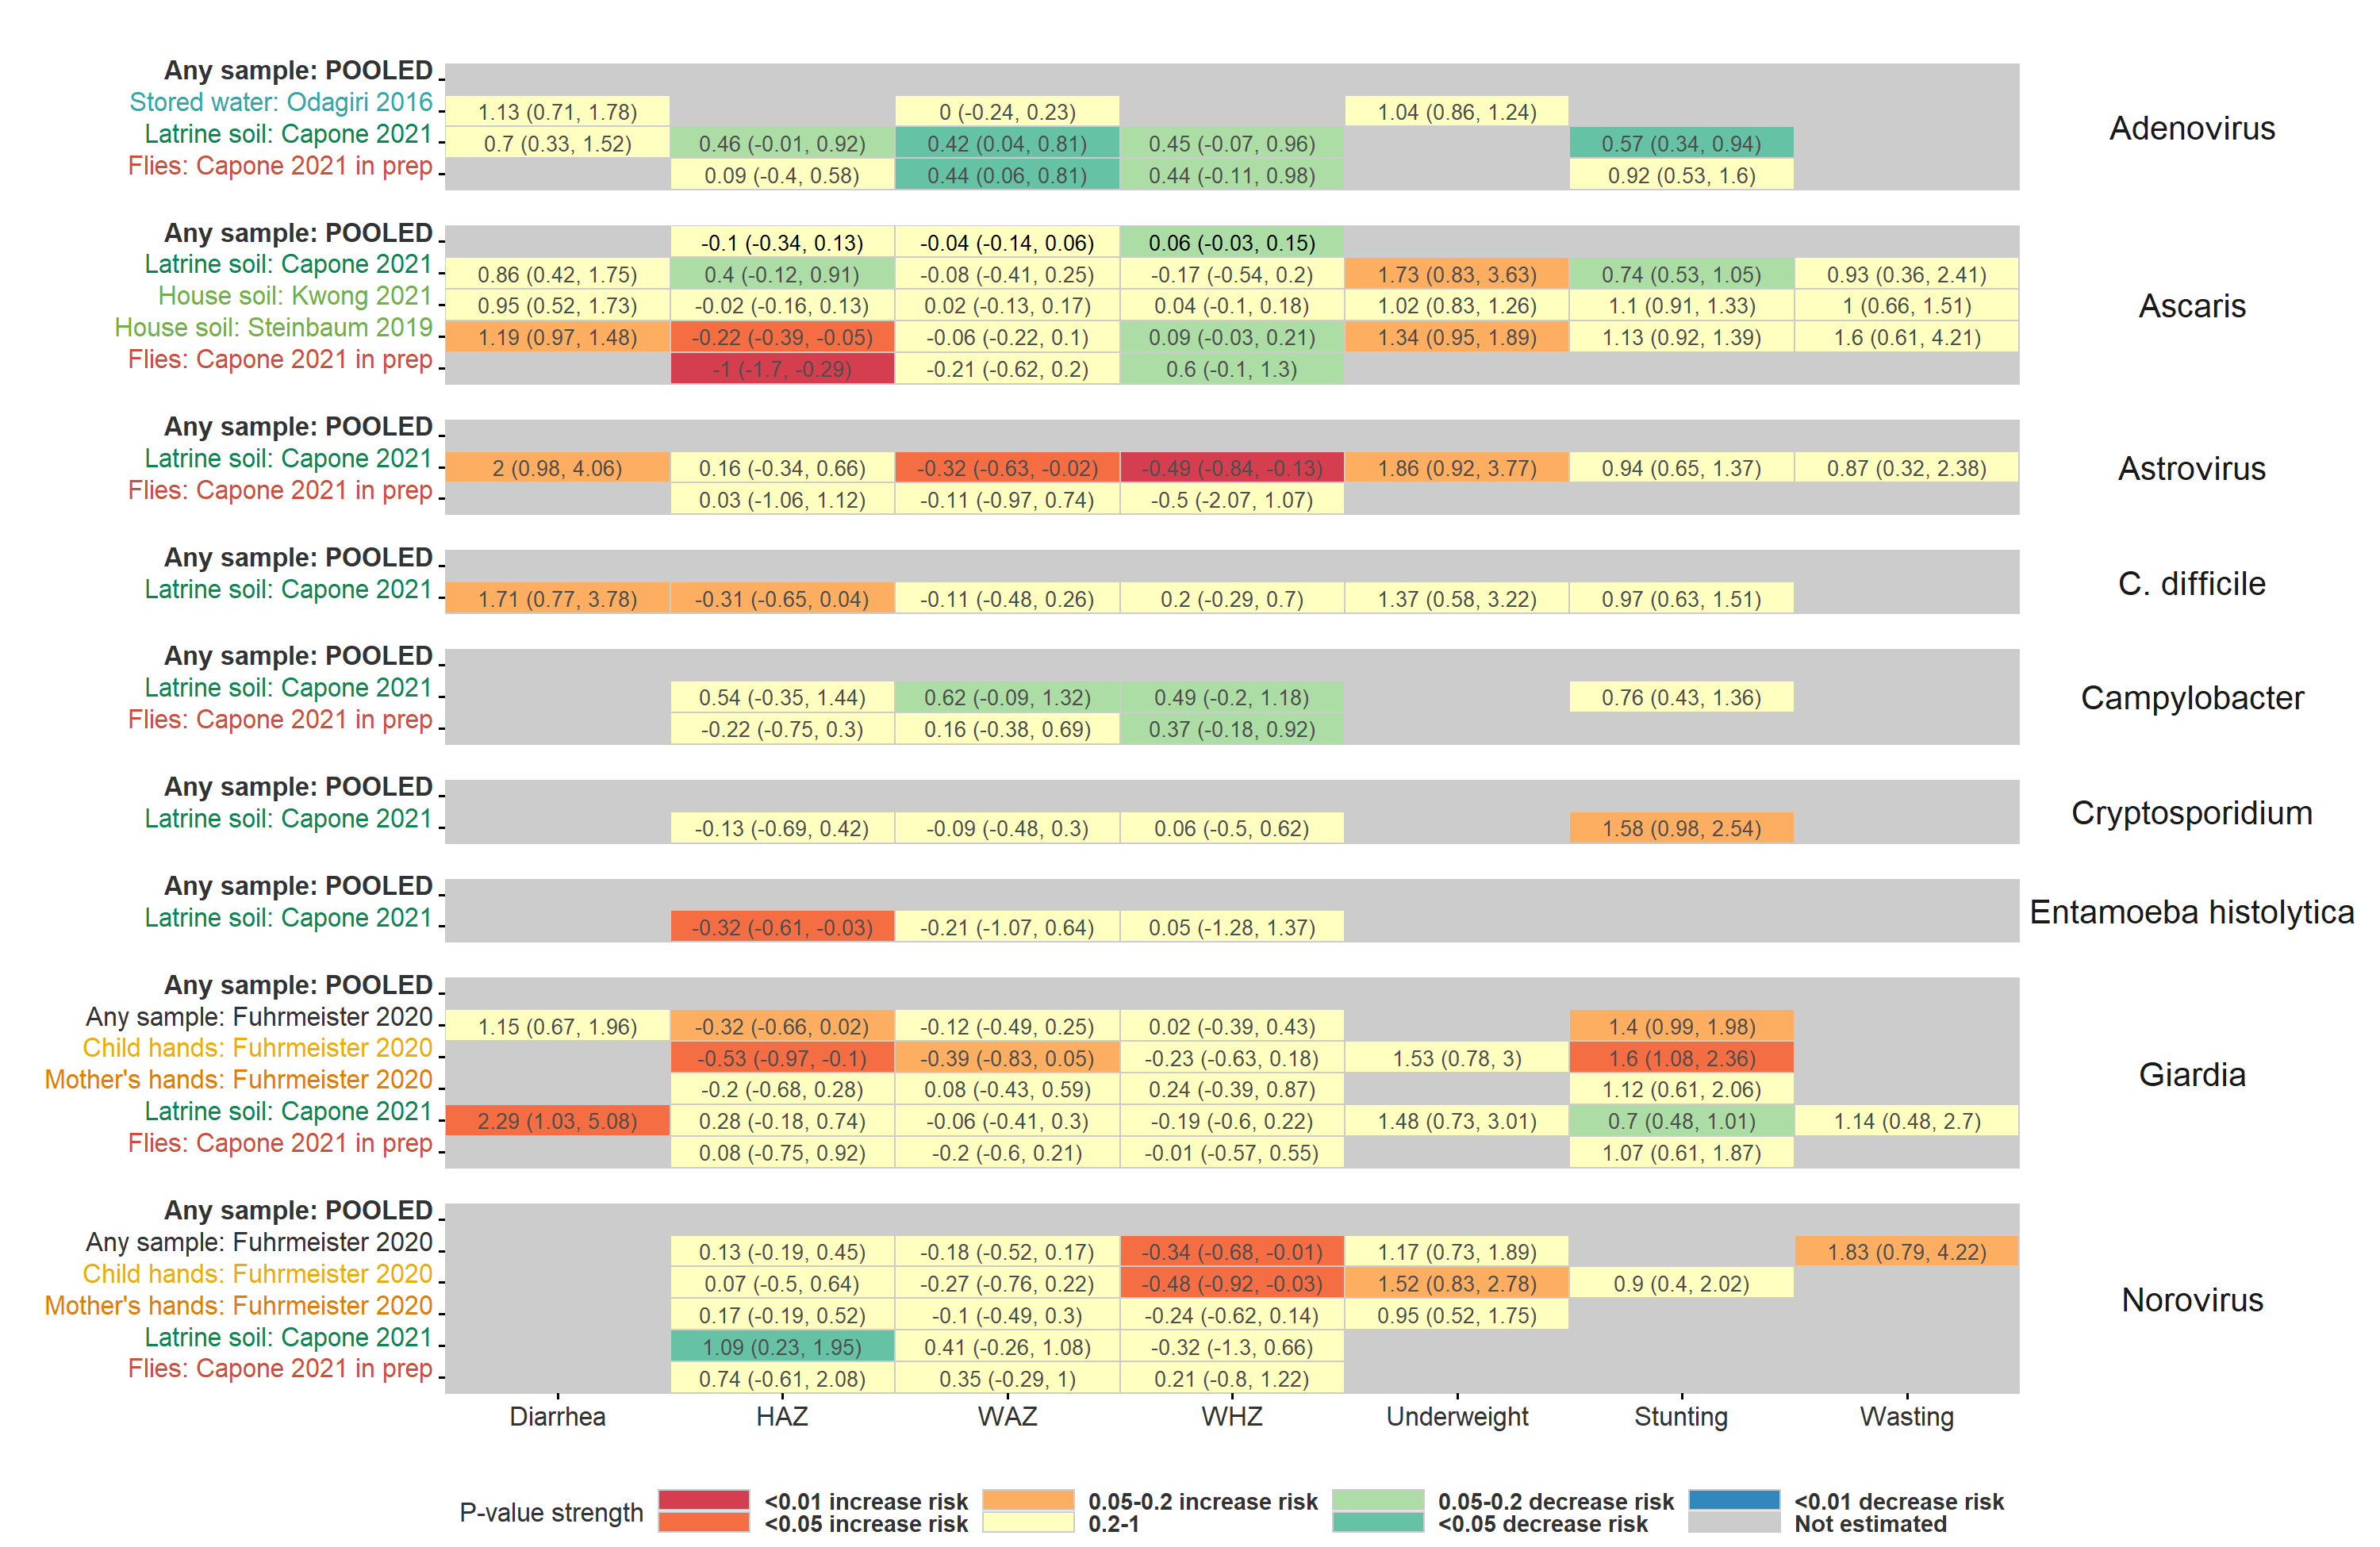 Any sample: POOLED
Stored water: Odagiri 2016 1.13 (0.71, 1.78) 0 (-0.24, 0.23) 1.04 (0.86, 1.24)
Latrine soil: Capone 2021 0.7 (0.33, 1.52) 0.46 (-0.01, 0.92) 0.42 (0.04, 0.81) 0.45 (-0.07, 0.96) 0.57 (0.34, 0.94)
Flies: Capone 2021 in prep 0.09 (-0.4, 0.58) 0.44 (0.06, 0.81) 0.44 (-0.11, 0.98) 0.92 (0.53, 1.6)
Adenovirus
Any sample: POOLED -0.1 (-0.34, 0.13) -0.04 (-0.14, 0.06) 0.06 (-0.03, 0.15)
Latrine soil: Capone 2021 0.86 (0.42, 1.75) 0.4 (-0.12, 0.91) -0.08 (-0.41, 0.25) -0.17 (-0.54, 0.2) 1.73 (0.83, 3.63) 0.74 (0.53, 1.05) 0.93 (0.36, 2.41)
House soil: Kwong 2021 0.95 (0.52, 1.73) -0.02 (-0.16, 0.13) 0.02 (-0.13, 0.17) 0.04 (-0.1, 0.18) 1.02 (0.83, 1.26) 1.1 (0.91, 1.33) 1 (0.66, 1.51)
House soil: Steinbaum 2019 1.19 (0.97, 1.48) -0.22 (-0.39, -0.05) -0.06 (-0.22, 0.1) 0.09 (-0.03, 0.21) 1.34 (0.95, 1.89) 1.13 (0.92, 1.39) 1.6 (0.61, 4.21)
Flies: Capone 2021 in prep -1 (-1.7, -0.29) -0.21 (-0.62, 0.2) 0.6 (-0.1, 1.3)
Ascaris
Any sample: POOLED
Latrine soil: Capone 2021 2 (0.98, 4.06) 0.16 (-0.34, 0.66) -0.32 (-0.63, -0.02) -0.49 (-0.84, -0.13) 1.86 (0.92, 3.77) 0.94 (0.65, 1.37) 0.87 (0.32, 2.38)
Flies: Capone 2021 in prep 0.03 (-1.06, 1.12) -0.11 (-0.97, 0.74) -0.5 (-2.07, 1.07)
Astrovirus
Any sample: POOLED
Latrine soil: Capone 2021 1.71 (0.77, 3.78) -0.31 (-0.65, 0.04) -0.11 (-0.48, 0.26) 0.2 (-0.29, 0.7) 1.37 (0.58, 3.22) 0.97 (0.63, 1.51)
C. difficile
Any sample: POOLED
Latrine soil: Capone 2021 0.54 (-0.35, 1.44) 0.62 (-0.09, 1.32) 0.49 (-0.2, 1.18) 0.76 (0.43, 1.36)
Flies: Capone 2021 in prep -0.22 (-0.75, 0.3) 0.16 (-0.38, 0.69) 0.37 (-0.18, 0.92)
Campylobacter
Any sample: POOLED
Latrine soil: Capone 2021 -0.13 (-0.69, 0.42) -0.09 (-0.48, 0.3) 0.06 (-0.5, 0.62) 1.58 (0.98, 2.54)
Cryptosporidium
Any sample: POOLED
Latrine soil: Capone 2021 -0.32 (-0.61, -0.03) -0.21 (-1.07, 0.64) 0.05 (-1.28, 1.37)
Entamoeba histolytica
Any sample: POOLED
Any sample: Fuhrmeister 2020 1.15 (0.67, 1.96) -0.32 (-0.66, 0.02) -0.12 (-0.49, 0.25) 0.02 (-0.39, 0.43) 1.4 (0.99, 1.98)
Child hands: Fuhrmeister 2020 -0.53 (-0.97, -0.1) -0.39 (-0.83, 0.05) -0.23 (-0.63, 0.18) 1.53 (0.78, 3) 1.6 (1.08, 2.36)
Mother's hands: Fuhrmeister 2020 -0.2 (-0.68, 0.28) 0.08 (-0.43, 0.59) 0.24 (-0.39, 0.87) 1.12 (0.61, 2.06)
Latrine soil: Capone 2021 2.29 (1.03, 5.08) 0.28 (-0.18, 0.74) -0.06 (-0.41, 0.3) -0.19 (-0.6, 0.22) 1.48 (0.73, 3.01) 0.7 (0.48, 1.01) 1.14 (0.48, 2.7)
Flies: Capone 2021 in prep 0.08 (-0.75, 0.92) -0.2 (-0.6, 0.21) -0.01 (-0.57, 0.55) 1.07 (0.61, 1.87)
Giardia
Any sample: POOLED
Any sample: Fuhrmeister 2020 0.13 (-0.19, 0.45) -0.18 (-0.52, 0.17) -0.34 (-0.68, -0.01) 1.17 (0.73, 1.89) 1.83 (0.79, 4.22)
Child hands: Fuhrmeister 2020 0.07 (-0.5, 0.64) -0.27 (-0.76, 0.22) -0.48 (-0.92, -0.03) 1.52 (0.83, 2.78) 0.9 (0.4, 2.02)
Mother's hands: Fuhrmeister 2020 0.17 (-0.19, 0.52) -0.1 (-0.49, 0.3) -0.24 (-0.62, 0.14) 0.95 (0.52, 1.75)
Latrine soil: Capone 2021 1.09 (0.23, 1.95) 0.41 (-0.26, 1.08) -0.32 (-1.3, 0.66)
Flies: Capone 2021 in prep 0.74 (-0.61, 2.08) 0.35 (-0.29, 1) 0.21 (-0.8, 1.22)
Norovirus
Diarrhea HAZ WAZ WHZ Underweight Stunting Wasting
P-value strength
<0.01 increase risk 0.05-0.2 increase risk 0.05-0.2 decrease risk <0.01 decrease risk
<0.05 increase risk 0.2-1 <0.05 decrease risk Not estimated